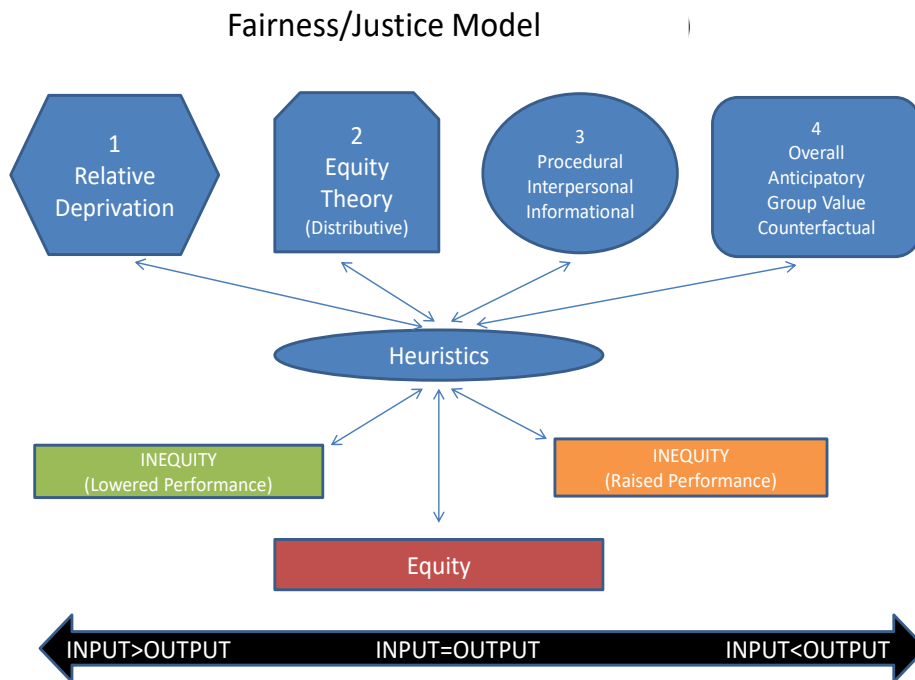 Fairness/Justice Model )
1
Relative
Deprivation
2
Equity
Theory
(Distributive)
3
Procedural
Interpersonal
Informational
4
Overall
Anticipatory
Group Value
Counterfactual
Heuristics
INEQUITY
(Lowered Performance)
INEQUITY
(Raised Performance)
Equity
INPUT>OUTPUT INPUT=OUTPUT INPUT<OUTPUT